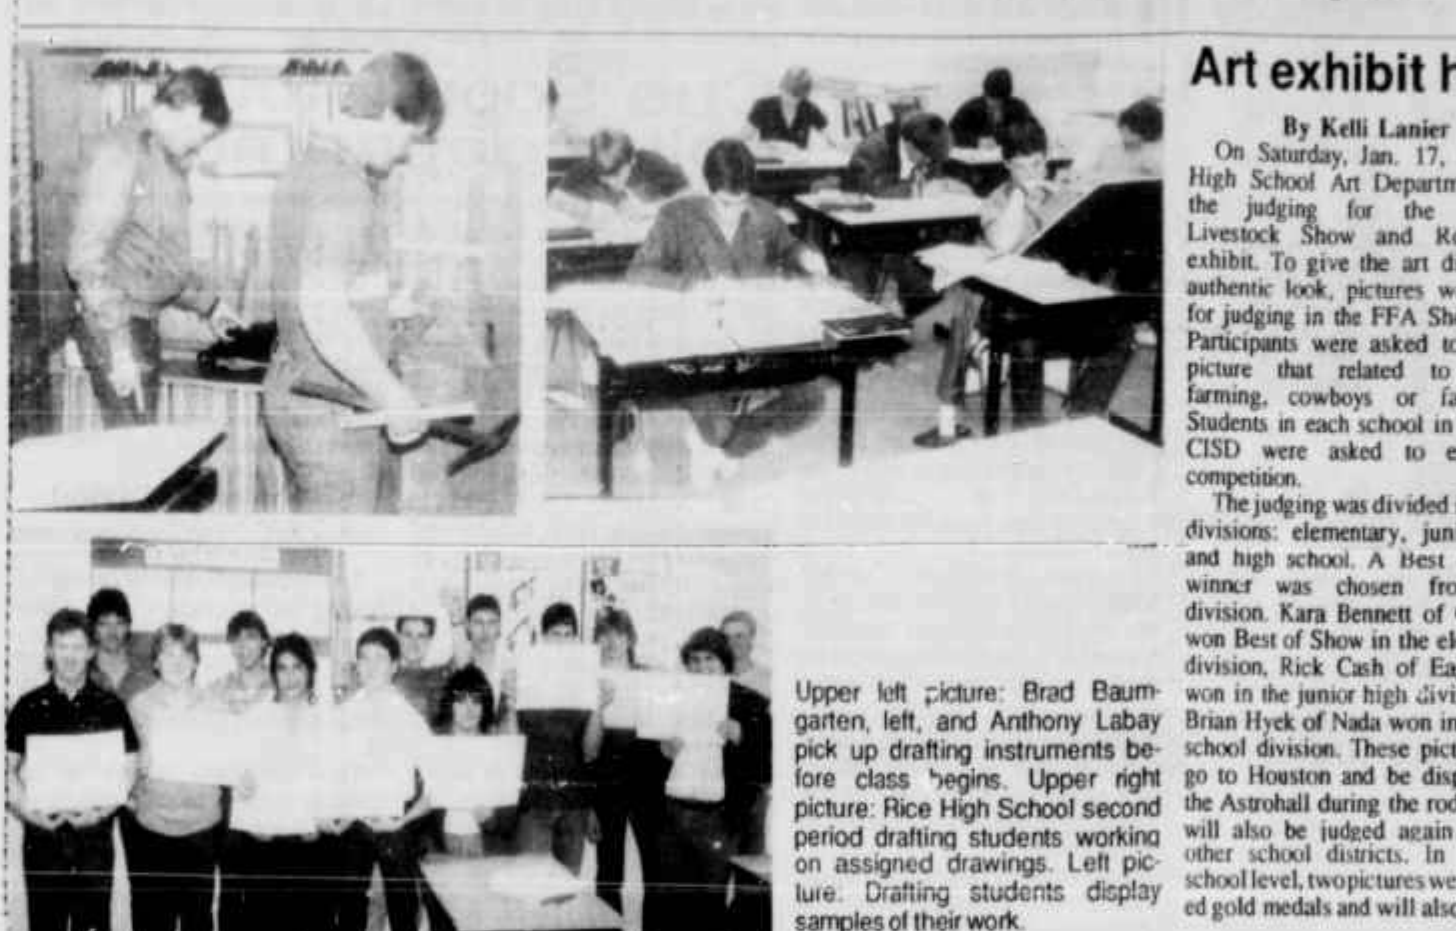 Upper left picture: Brad Baum-
garten, left, and Anthony Labay
pick up drafting instruments be-
fore class begins. Upper right
picture: Rice High School second
period drafting students working
on assigned drawings. Left pic-
ture: Drafting students display
samples of their work.
Art exhibit h
By Kelli Lanier
On Saturday, Jan. 17,
High School Art Departm
the judging for the
Livestock Show and Ro
exhibit. To give the art di
authentic look, pictures w
for judging in the FFA Sh
Participants were asked to
picture that related to
farming, cowboys or fa
Students in each school in
CISD were asked to e
competition.
The judging was divided
divisions: elementary, juni
and high school. A Best
winner was chosen fro
division. Kara Bennett of
won Best of Show in the el
division, Rick Cash of Ea
won in the junior high divi
Brian Hyek of Nada won in
school division. These pict
go to Houston and be disp
the Astrohall during the rod
will also be judged again
other school districts. In
school level, two pictures we
ed gold medals and will also